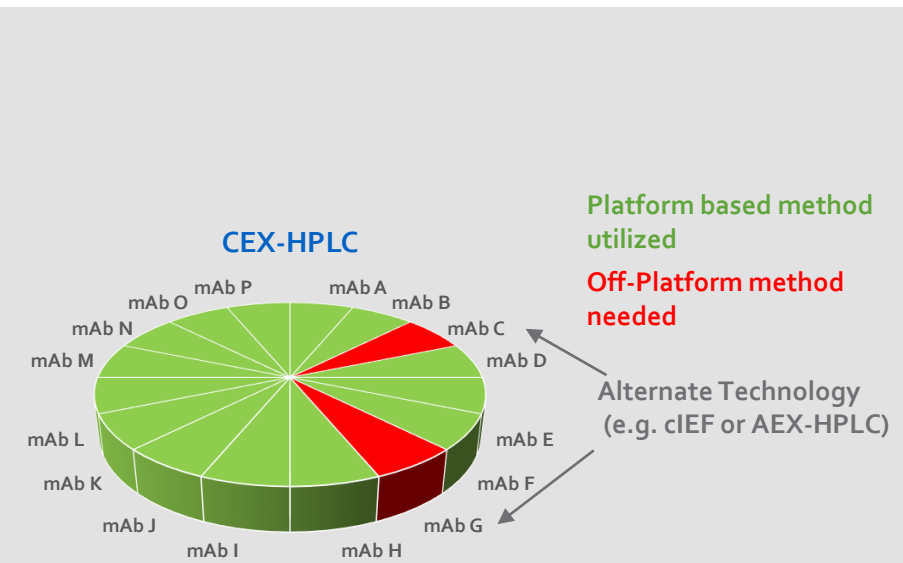 Platform based method
utilized
CEX-HPLC
Off-Platform method
needed
mAb P
mAb A
mAb O
mAb B
mAb N
mAb C
mAb M
mAb D
Alternate Technology
(e.g. cIEF or AEX-HPLC)
mAb L
mAb E
mAb K
mAb F
mAb J
mAb G
mAb I
mAb H